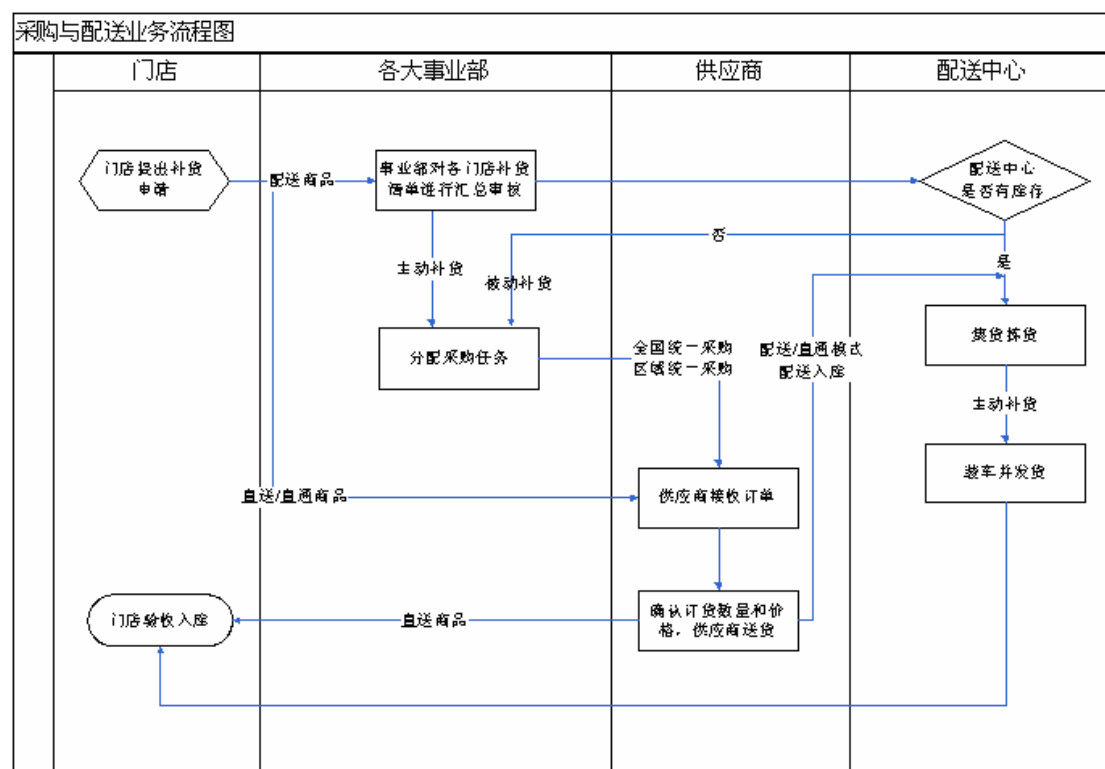 采购与配送业务流程图
门店
各大事业部
供应商
配送中心
门店提出补货
申请
配送商品
事业部对各门店补货
清单进行汇总审核
配送中心
是否有库存
否
是
主动补货
被动补货
分配采购任务
全国统一采购
区域统一采购
配送/直通模式
配送入库
集货拣货
主动补货
装车并发货
直送/直通商品
供应商接收订单
确认订货数量和价
格，供应商送货
直送商品
门店验收入库